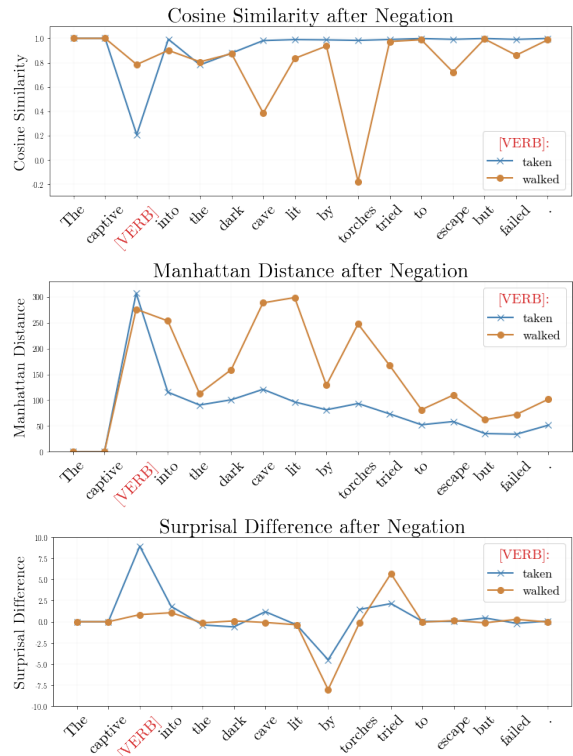 Cosine Similarity after Negation
Cosine Similarity
1.0
0.8
0.6
0.4
0.2
0.0
0.2
[VERB]:
taken
walked
The captive [VERB] into the dark cave lit by torches tried to escape but failed .
Manhattan Distance after Negation
Manhattan Distance
300
250
200
150
100
50
0
[VERB]:
taken
walked
The captive [VERB] into the dark cave lit by torches tried to escape but failed .
Surprisal Difference after Negation
Surprisal Difference
10.0
7.5
5.0
2.5
0.0
-2.5
-5.0
-7.5
-10.0
[VERB]:
taken
walked
The captive [VERB] into the dark cave lit by torches tried to escape but failed .